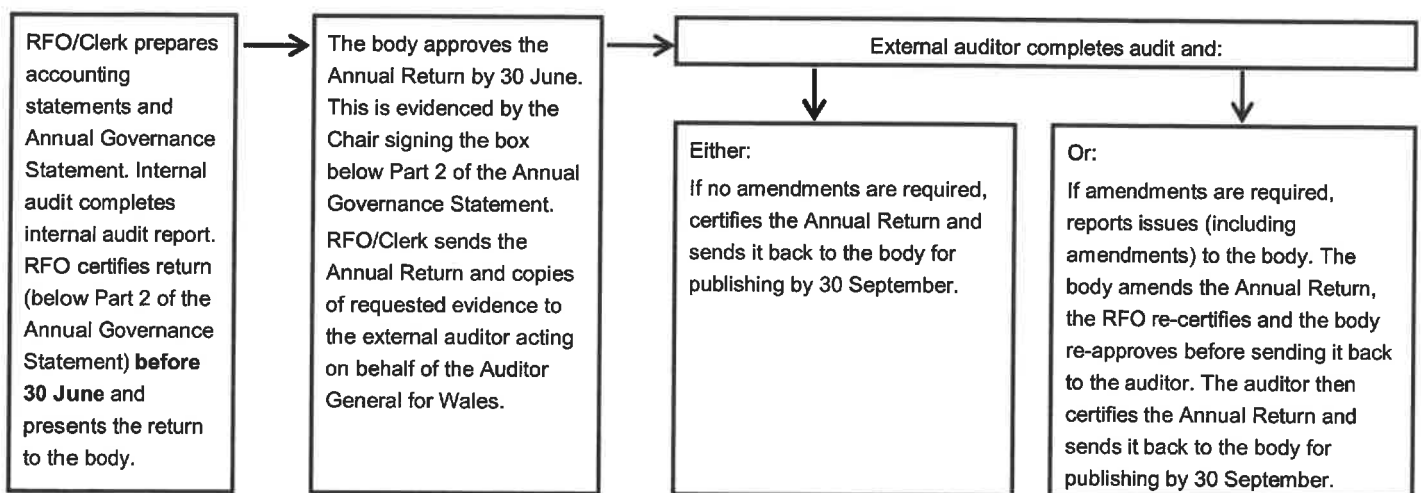 RFO/Clerk prepares
accounting
statements and
Annual Governance
Statement. Internal
audit completes
internal audit report.
RFO certifies return
(below Part 2 of the
Annual Governance
Statement) before
30 June and
presents the return
to the body.
The body approves the
Annual Return by 30 June.
This is evidenced by the
Chair signing the box
below Part 2 of the Annual
Governance Statement.
RFO/Clerk sends the
Annual Return and copies
of requested evidence to
the external auditor acting
on behalf of the Auditor
General for Wales.
External auditor completes audit and:
Either:
If no amendments are required,
certifies the Annual Return and
sends it back to the body for
publishing by 30 September.
Or:
If amendments are required,
reports issues (including
amendments) to the body. The
body amends the Annual Return,
the RFO re-certifies and the body
re-approves before sending it back
to the auditor. The auditor then
certifies the Annual Return and
sends it back to the body for
publishing by 30 September.